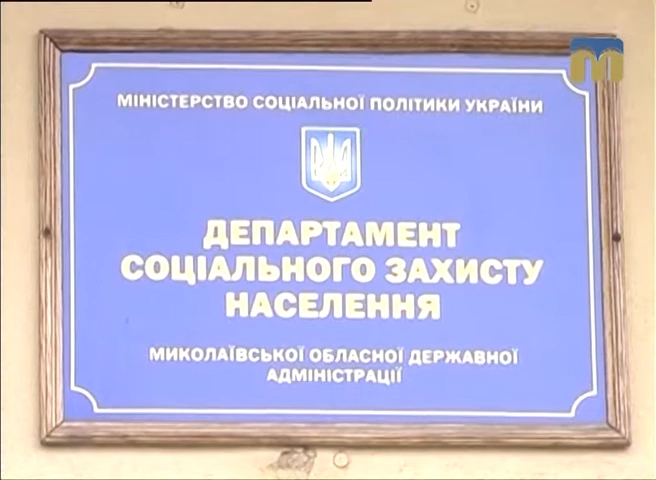 МІНІСТЕРСТВО СОЦІАЛЬНОЇ ПОЛІТИКИ УКРАЇНИ
ДЕПАРТАМЕНТ
СОЦІАЛЬНОГО ЗАХИСТУ
НАСЕЛЕННЯ
МИКОЛАЇВСЬКОЇ ОБЛАСНОЇ ДЕРЖАВНОЇ
АДМІНІСТРАЦІЇ